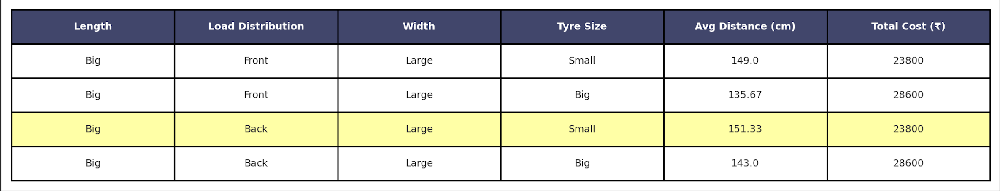 Length Load Distribution Width Tyre Size Avg Distance (cm) Total Cost (₹)
Big Front Large Small 149.0 23800
Big Front Large Big 135.67 28600
Big Back Large Small 151.33 23800
Big Back Large Big 143.0 28600